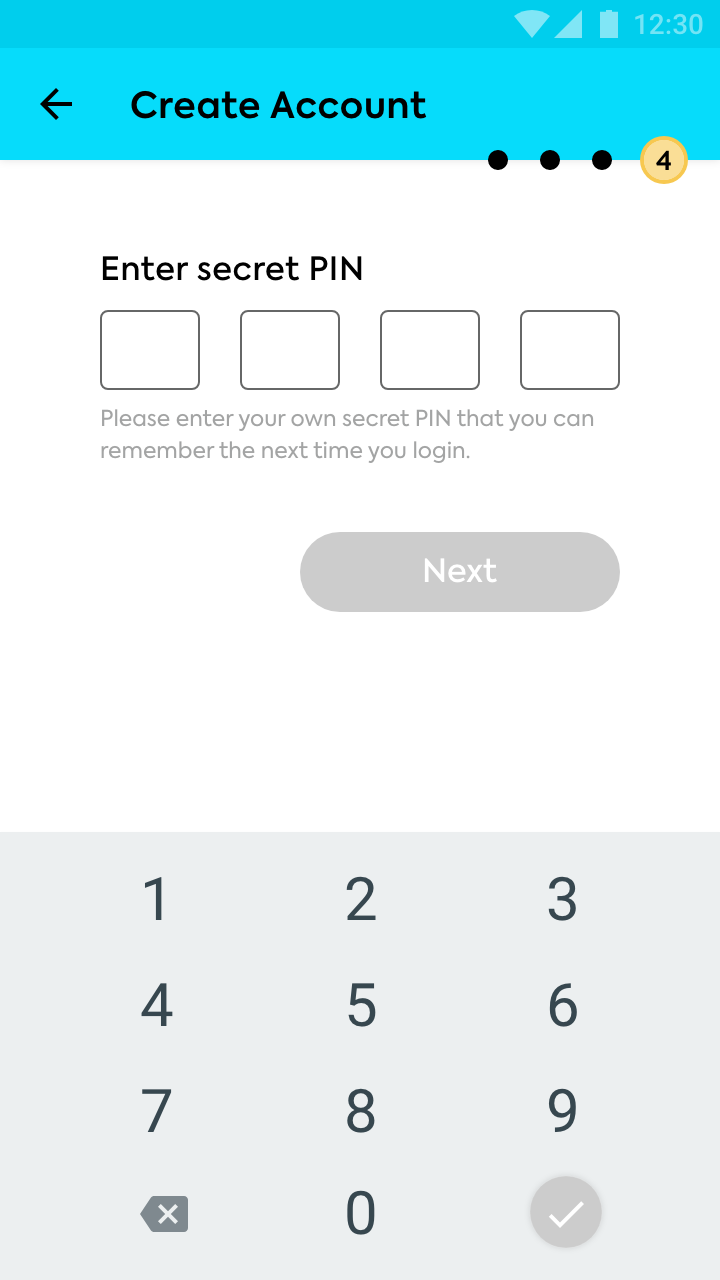 12:30
Create Account
4
Enter secret PIN
Please enter your own secret PIN that you can
remember the next time you login.
Next
1 2 3
4 5 6
7 8 9
0